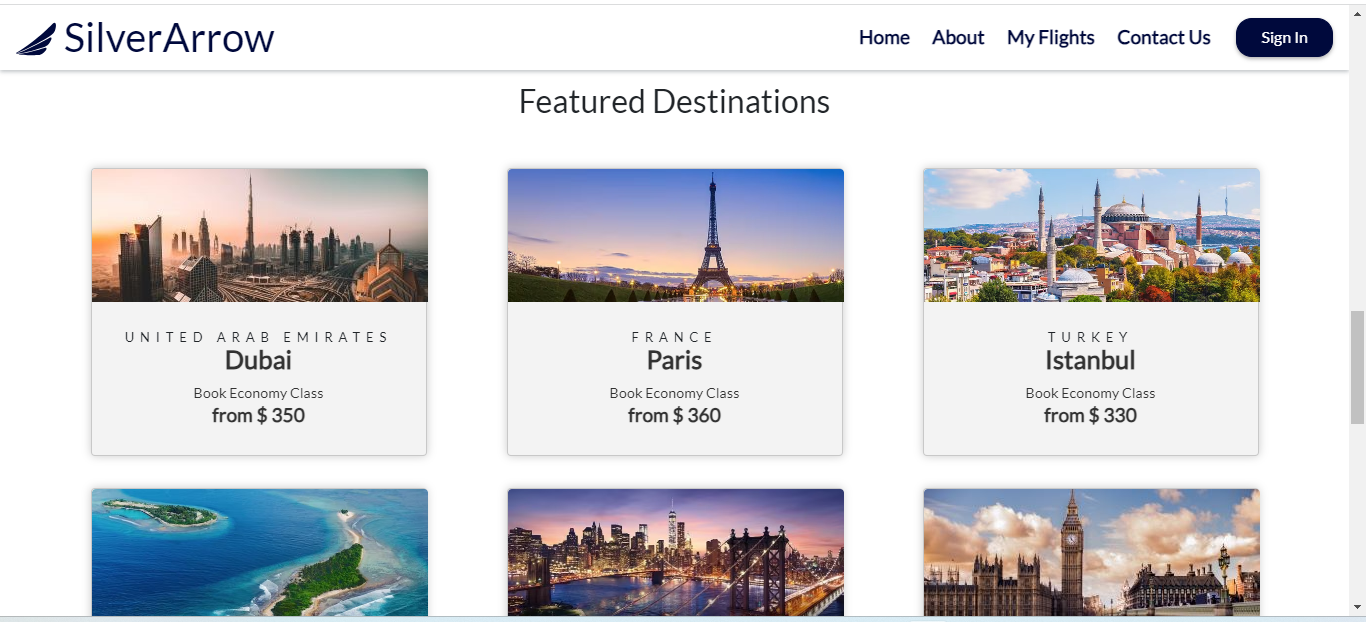 SilverArrow
Home About My Flights Contact Us Sign In
Featured Destinations
UNITED ARAB EMIRATES
Dubai
Book Economy Class
from $ 350
FRANCE
Paris
Book Economy Class
from $ 360
TURKEY
Istanbul
Book Economy Class
from $ 330